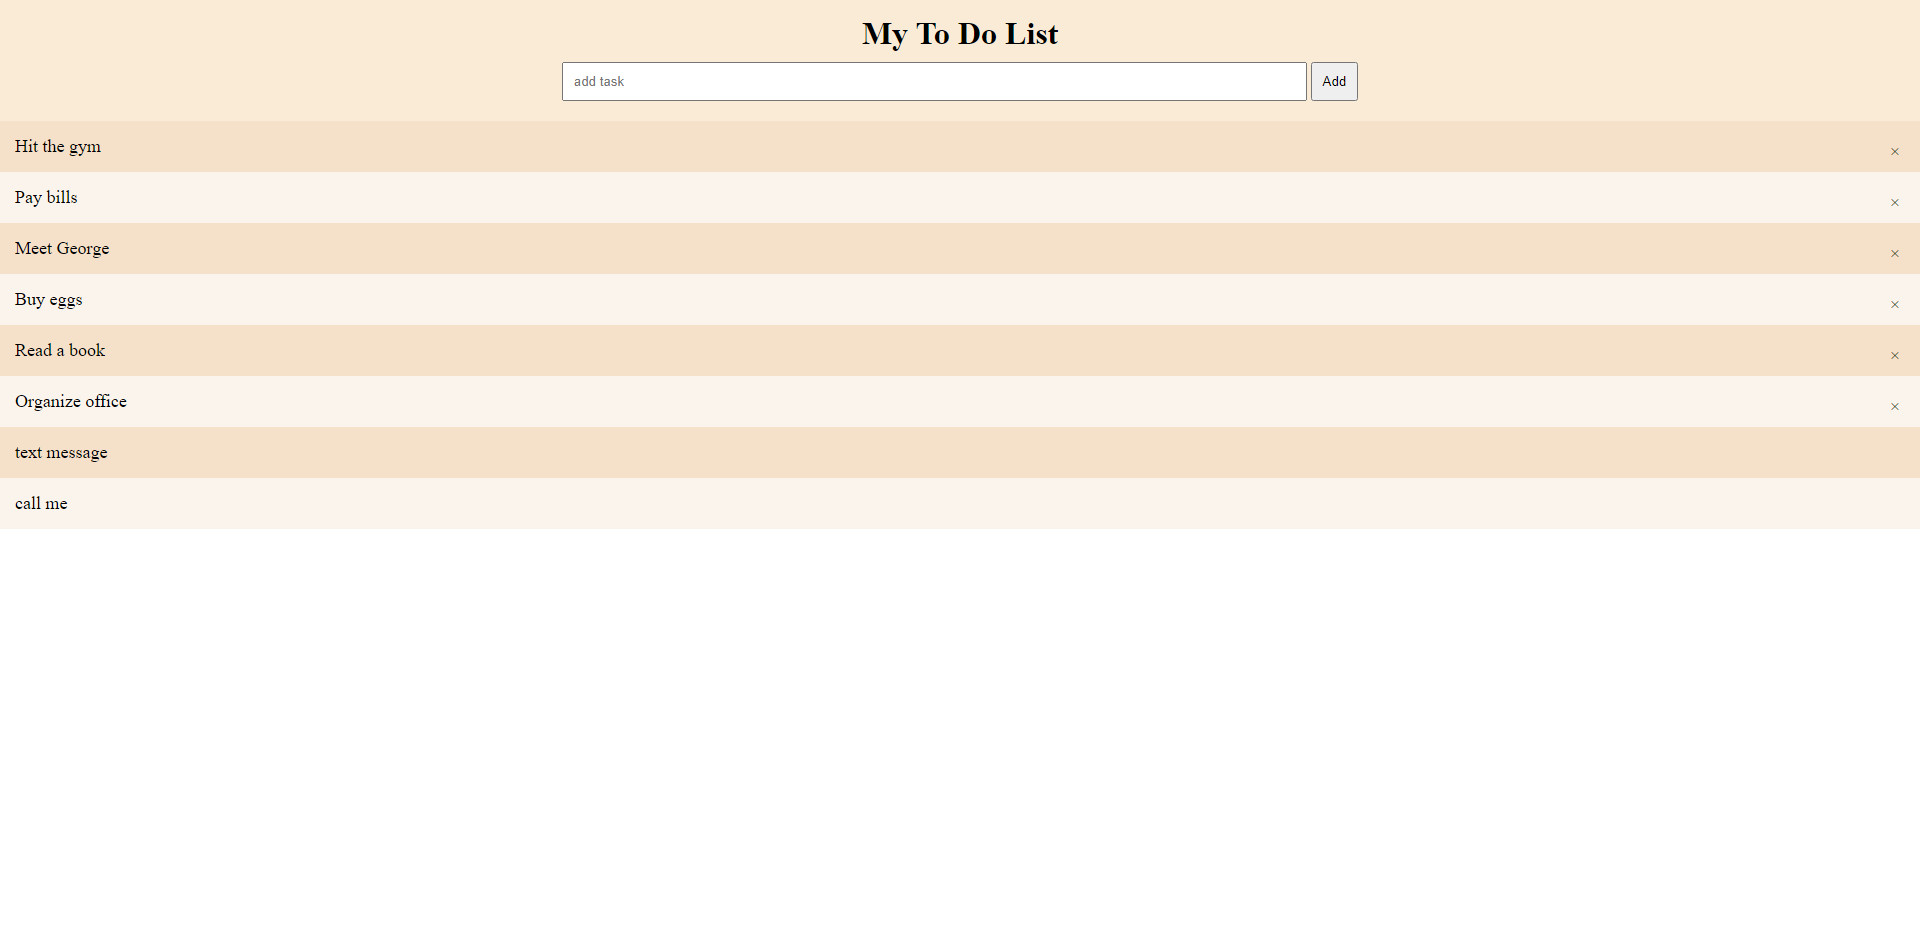 My To Do List
add task Add
Hit the gym ×
Pay bills ×
Meet George ×
Buy eggs ×
Read a book ×
Organize office ×
text message
call me